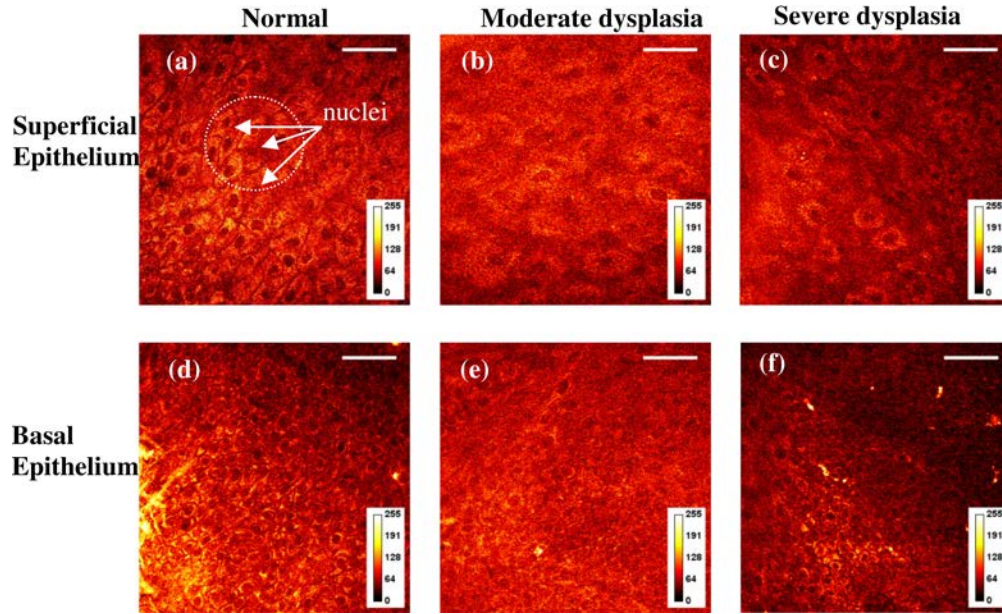 Normal
Moderate dysplasia
Severe dysplasia
Superficial
Epithelium
(a)
nuclei
255
191
128
64
0
(b)
255
191
128
64
0
(c)
255
191
128
64
0
Basal
Epithelium
(d)
255
191
128
64
0
(e)
255
191
128
64
0
(f)
255
191
128
64
0